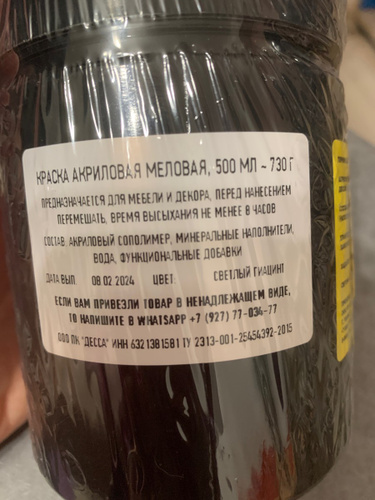 КРАСКА АКРИЛОВАЯ МЕЛОВАЯ, 500 МЛ ~ 730 Г
ПРЕДНАЗНАЧАЕТСЯ ДЛЯ МЕБЕЛИ И ДЕКОРА, ПЕРЕД НАНЕСЕНИЕМ
ПЕРЕМЕШАТЬ, ВРЕМЯ ВЫСЫХАНИЯ НЕ МЕНЕЕ 8 ЧАСОВ
СОСТАВ: АКРИЛОВЫЙ СОПОЛИМЕР, МИНЕРАЛЬНЫЕ НАПОЛНИТЕЛИ,
ВОДА, ФУНКЦИОНАЛЬНЫЕ ДОБАВКИ
ДАТА ВЫП. 08 02 2024 ЦВЕТ: СВЕТЛЫЙ ГИАЦИНТ
ЕСЛИ ВАМ ПРИВЕЗЛИ ТОВАР В НЕНАДЛЕЖАЩЕМ ВИДЕ,
ТО НАПИШИТЕ В WHATSAPP +7 (927) 77-034-77
ООО ПК "ДЕССА" ИНН 6321381581 ТУ 2313-001-25454392-2015